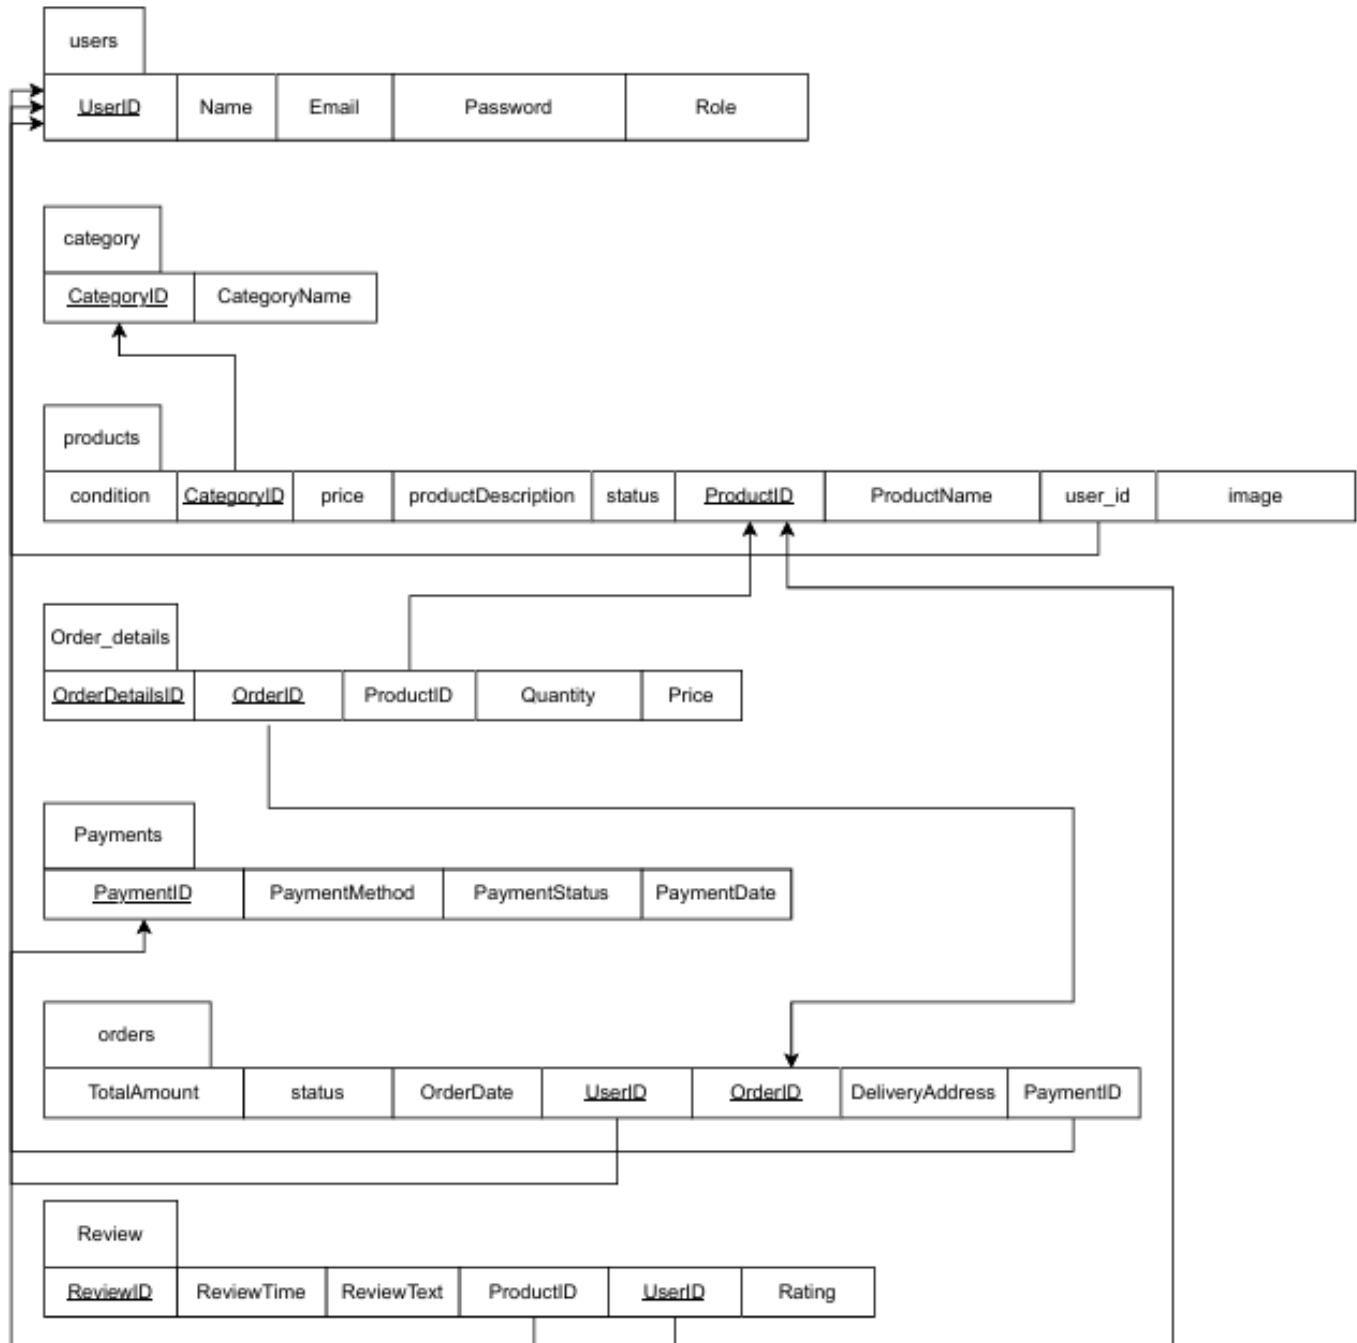 users
UserID Name Email Password Role
category
CategoryID CategoryName
products
condition CategoryID price productDescription status ProductID ProductName user_id image
Order_details
OrderDetailsID OrderID ProductID Quantity Price
Payments
PaymentID PaymentMethod PaymentStatus PaymentDate
orders
TotalAmount status OrderDate UserID OrderID DeliveryAddress PaymentID
Review
ReviewID ReviewTime ReviewText ProductID UserID Rating